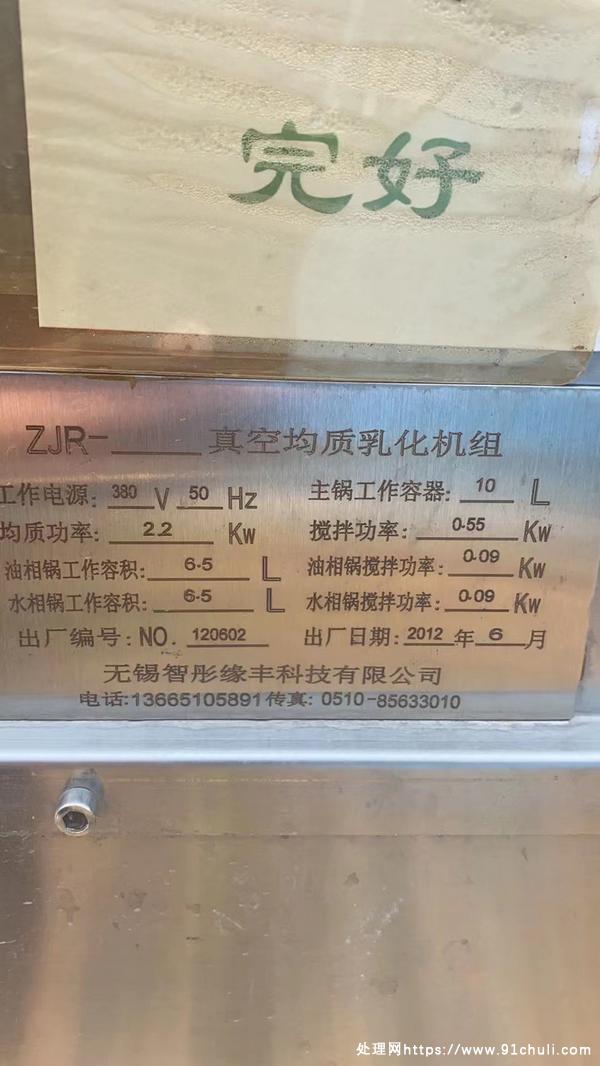 完好
ZJR-______真空均质乳化机组
工作电源: 380 V 50 Hz
主锅工作容器: 10 L
均质功率: 2.2 Kw
搅拌功率: 0.55 Kw
油相锅工作容积: 6.5 L
油相锅搅拌功率: 0.09 Kw
水相锅工作容积: 6.5 L
水相锅搅拌功率: 0.09 Kw
出厂编号: NO. 120602
出厂日期: 2012 年 6 月
无锡智彤缘丰科技有限公司
电话:13665105891 传真: 0510-85633010
处理网https://www.91chuli.com